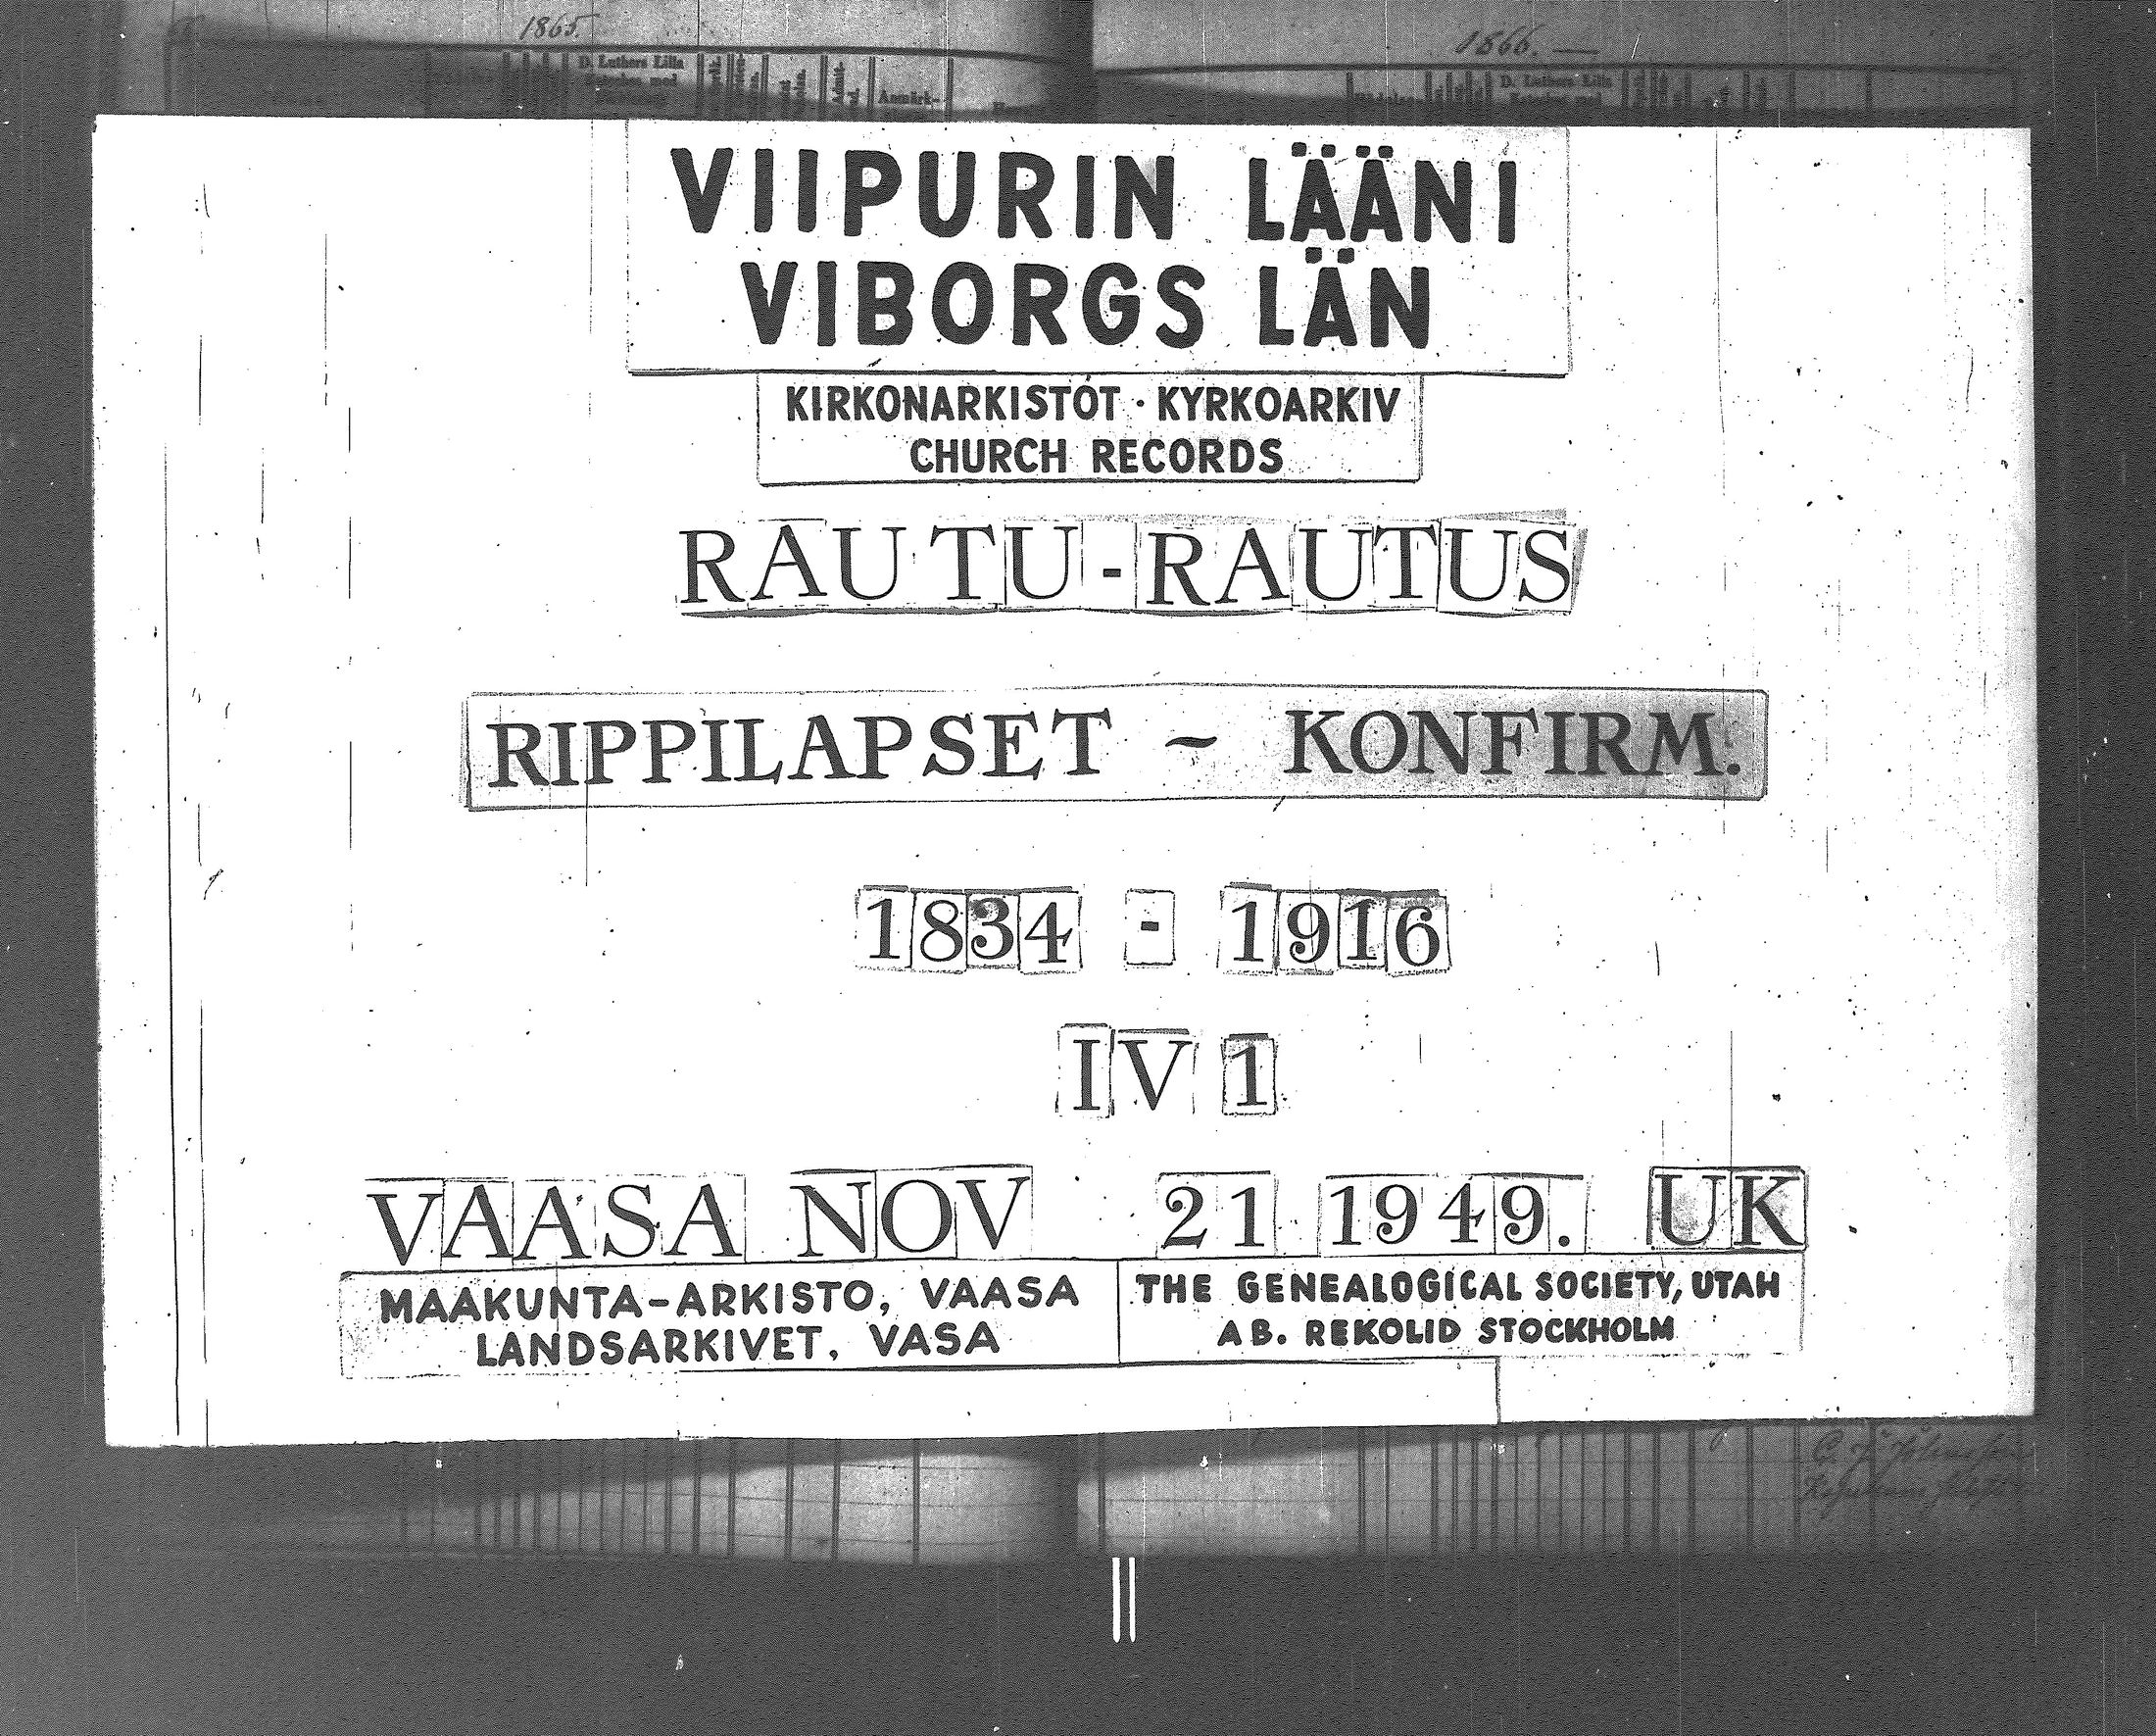 1865.
1866. —
D. Luthers Lilla
D. Luthers Lilla
Anmärk-
VIIPURIN LÄÄNI
VIBORGS LÄN
KIRKONARKISTOT · KYRKOARKIV
CHURCH RECORDS
RAUTU - RAUTUS
RIPPILAPSET ~ KONFIRM.
1834 - 1916
IV 1
VAASA NOV 21 1949. UK
MAAKUNTA-ARKISTO, VAASA
LANDSARKIVET, VASA
THE GENEALOGICAL SOCIETY, UTAH
AB. REKOLID STOCKHOLM